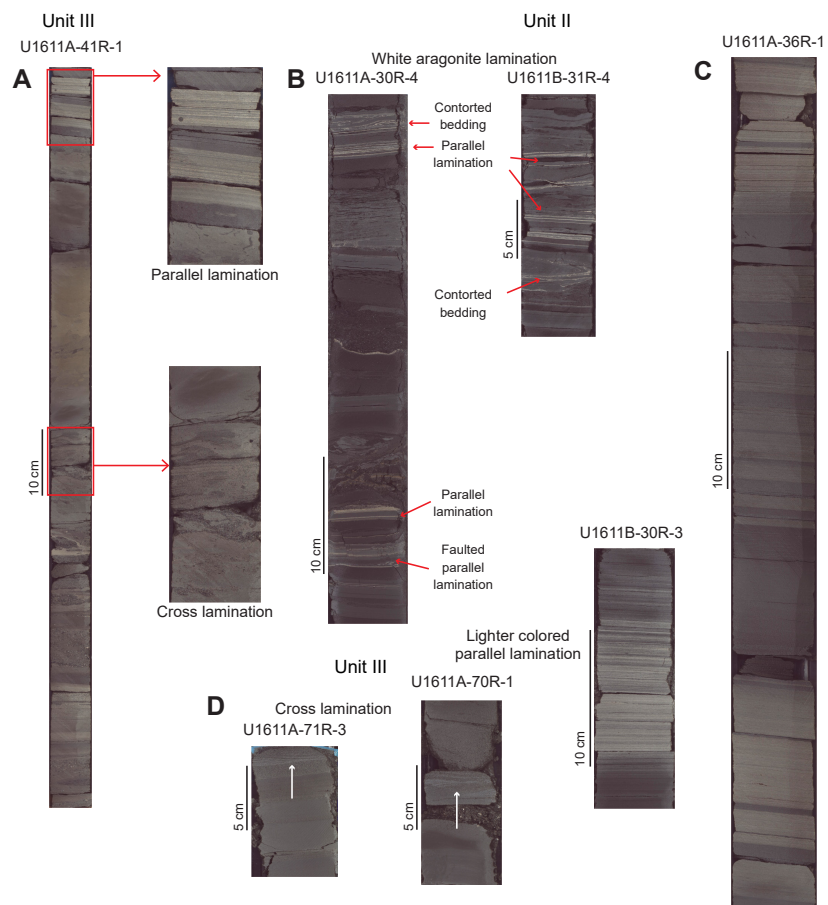 Unit III
U1611A-41R-1
A
Parallel lamination
10 cm
Cross lamination
Unit II
White aragonite lamination
B
U1611A-30R-4
U1611B-31R-4
Contorted
bedding
Parallel
lamination
5 cm
Contorted
bedding
10 cm
Parallel
lamination
Faulted
parallel
lamination
C
U1611A-36R-1
10 cm
U1611B-30R-3
Lighter colored
parallel lamination
10 cm
Unit III
D
Cross lamination
U1611A-71R-3
5 cm
U1611A-70R-1
5 cm